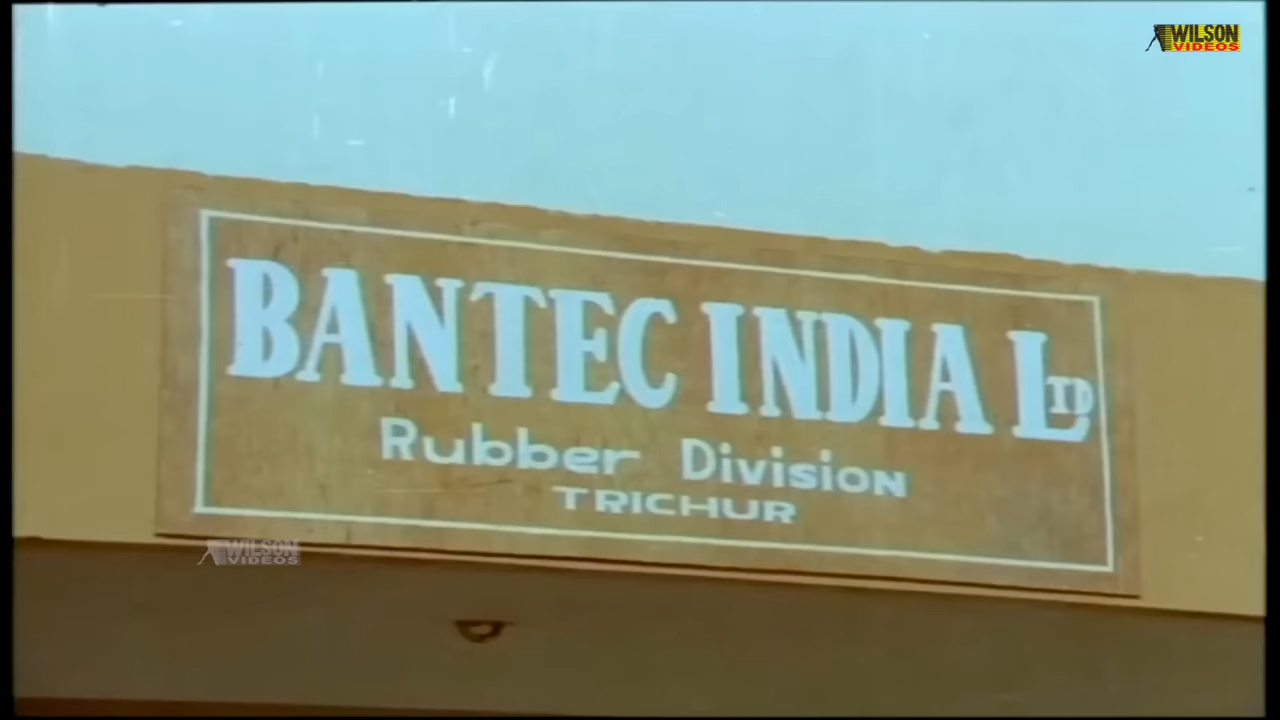 WILSON
VIDEOS
BANTEC INDIA LTD
Rubber Division
TRICHUR
WILSON
VIDEOS